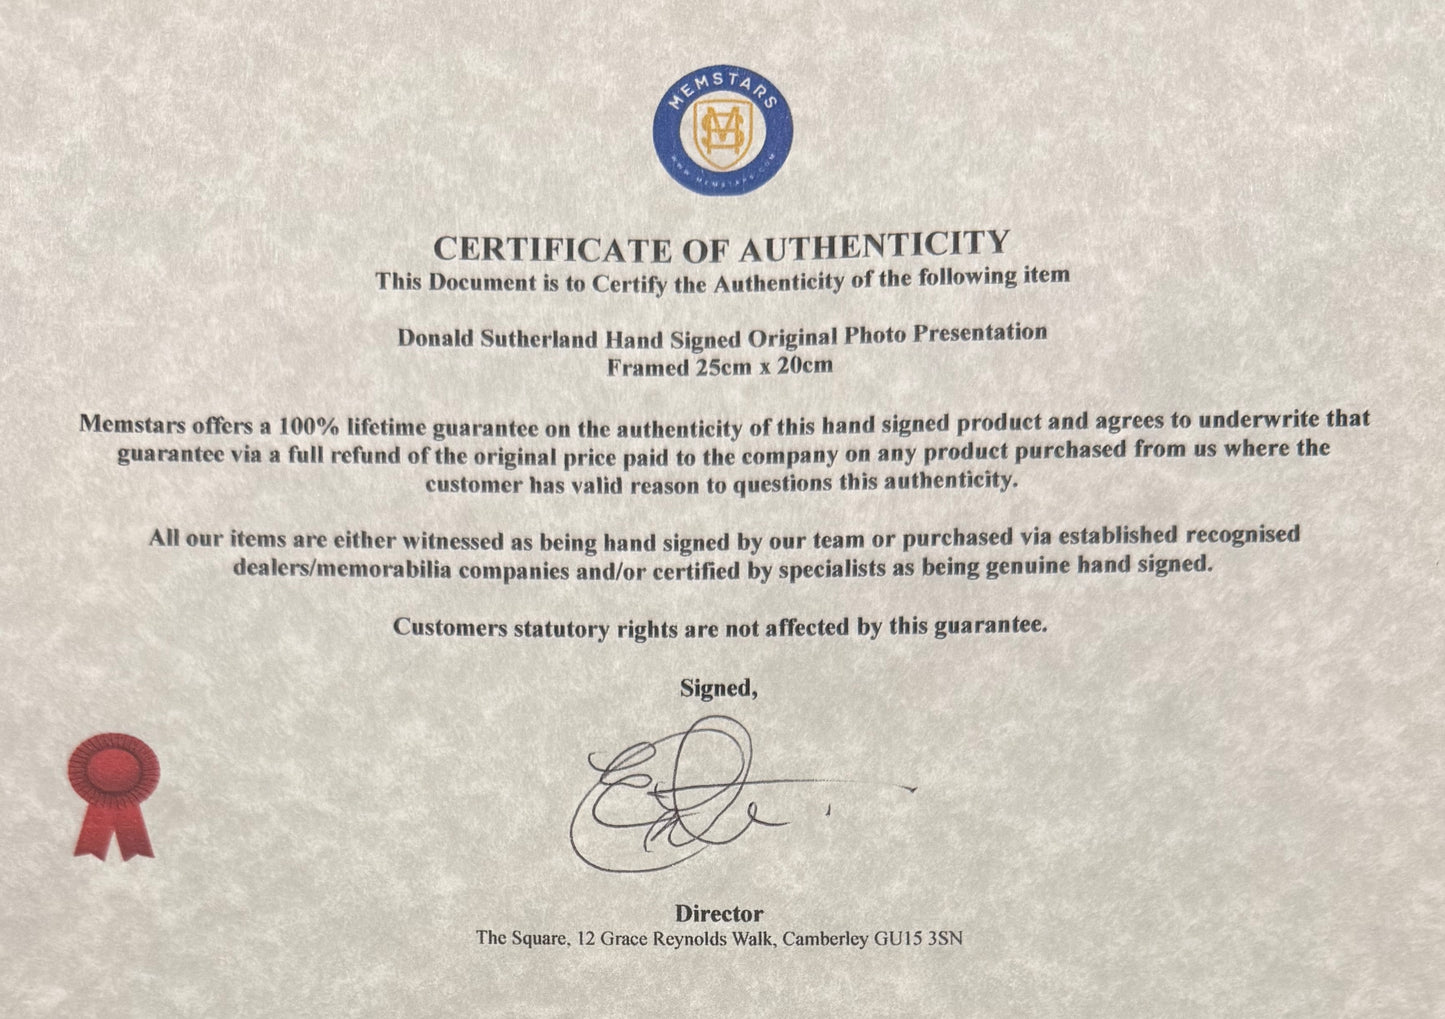 MEMSTARS
WWW.MEMSTARS.COM
CERTIFICATE OF AUTHENTICITY
This Document is to Certify the Authenticity of the following item
Donald Sutherland Hand Signed Original Photo Presentation
Framed 25cm x 20cm
Memstars offers a 100% lifetime guarantee on the authenticity of this hand signed product and agrees to underwrite that
guarantee via a full refund of the original price paid to the company on any product purchased from us where the
customer has valid reason to questions this authenticity.
All our items are either witnessed as being hand signed by our team or purchased via established recognised
dealers/memorabilia companies and/or certified by specialists as being genuine hand signed.
Customers statutory rights are not affected by this guarantee.
Signed,
Director
The Square, 12 Grace Reynolds Walk, Camberley GU15 3SN